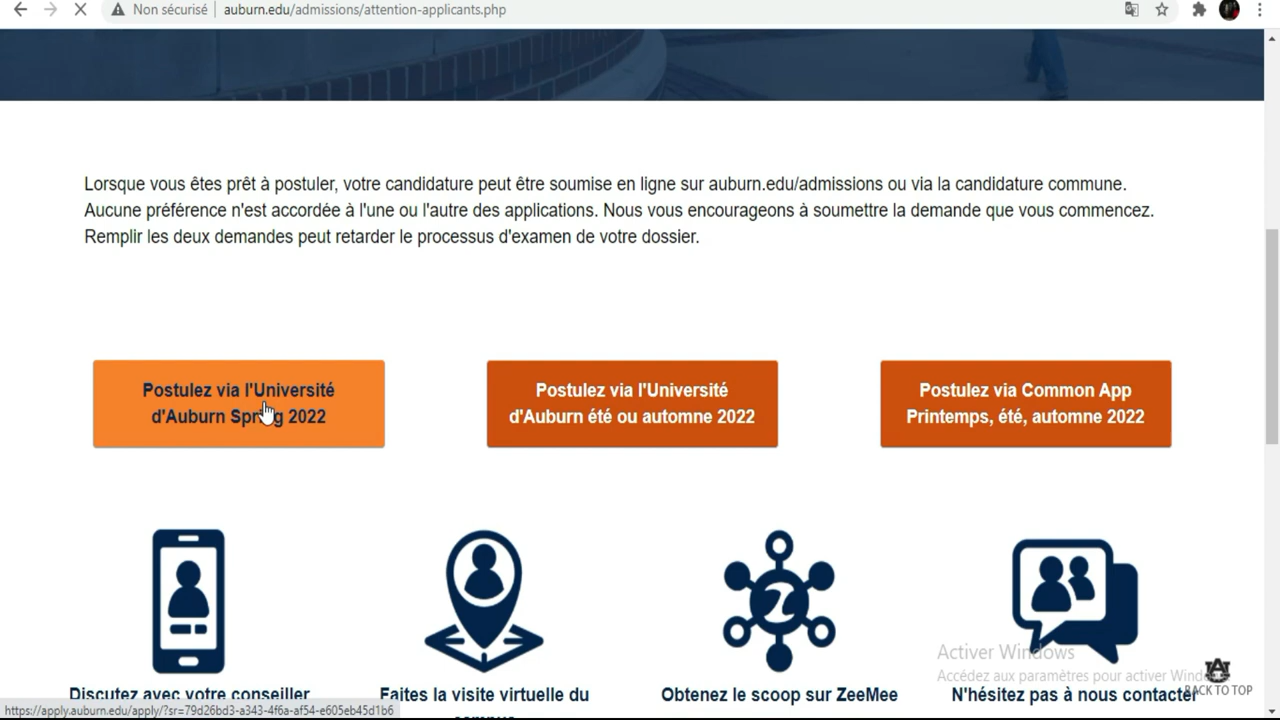 Non sécurisé auburn.edu/admissions/attention-applicants.php
Lorsque vous êtes prêt à postuler, votre candidature peut être soumise en ligne sur auburn.edu/admissions ou via la candidature commune.
Aucune préférence n'est accordée à l'une ou l'autre des applications. Nous vous encourageons à soumettre la demande que vous commencez.
Remplir les deux demandes peut retarder le processus d'examen de votre dossier.
Postulez via l'Université
d'Auburn Spring 2022
Postulez via l'Université
d'Auburn été ou automne 2022
Postulez via Common App
Printemps, été, automne 2022
Discutez avec votre conseiller
Faites la visite virtuelle du
campus
Obtenez le scoop sur ZeeMee
N'hésitez pas à nous contacter
Activer Windows
Accédez aux paramètres pour activer Windows
BACK TO TOP
https://apply.auburn.edu/apply/?sr=79d26bd3-a343-4f6a-af54-e605eb45d1b6